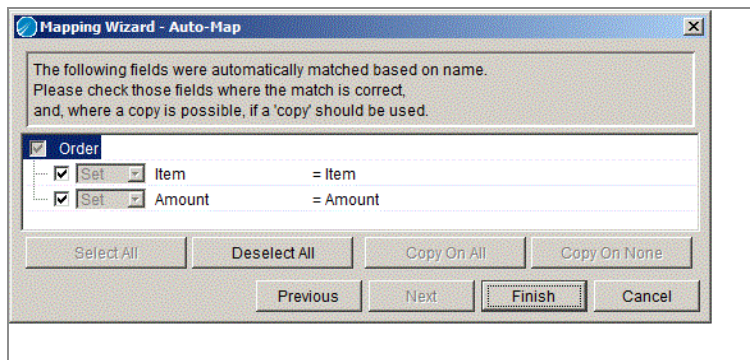 Mapping Wizard - Auto-Map
The following fields were automatically matched based on name.
Please check those fields where the match is correct,
and, where a copy is possible, if a 'copy' should be used.
Order
Set Item = Item
Set Amount = Amount
Select All Deselect All Copy On All Copy On None
Previous Next Finish Cancel